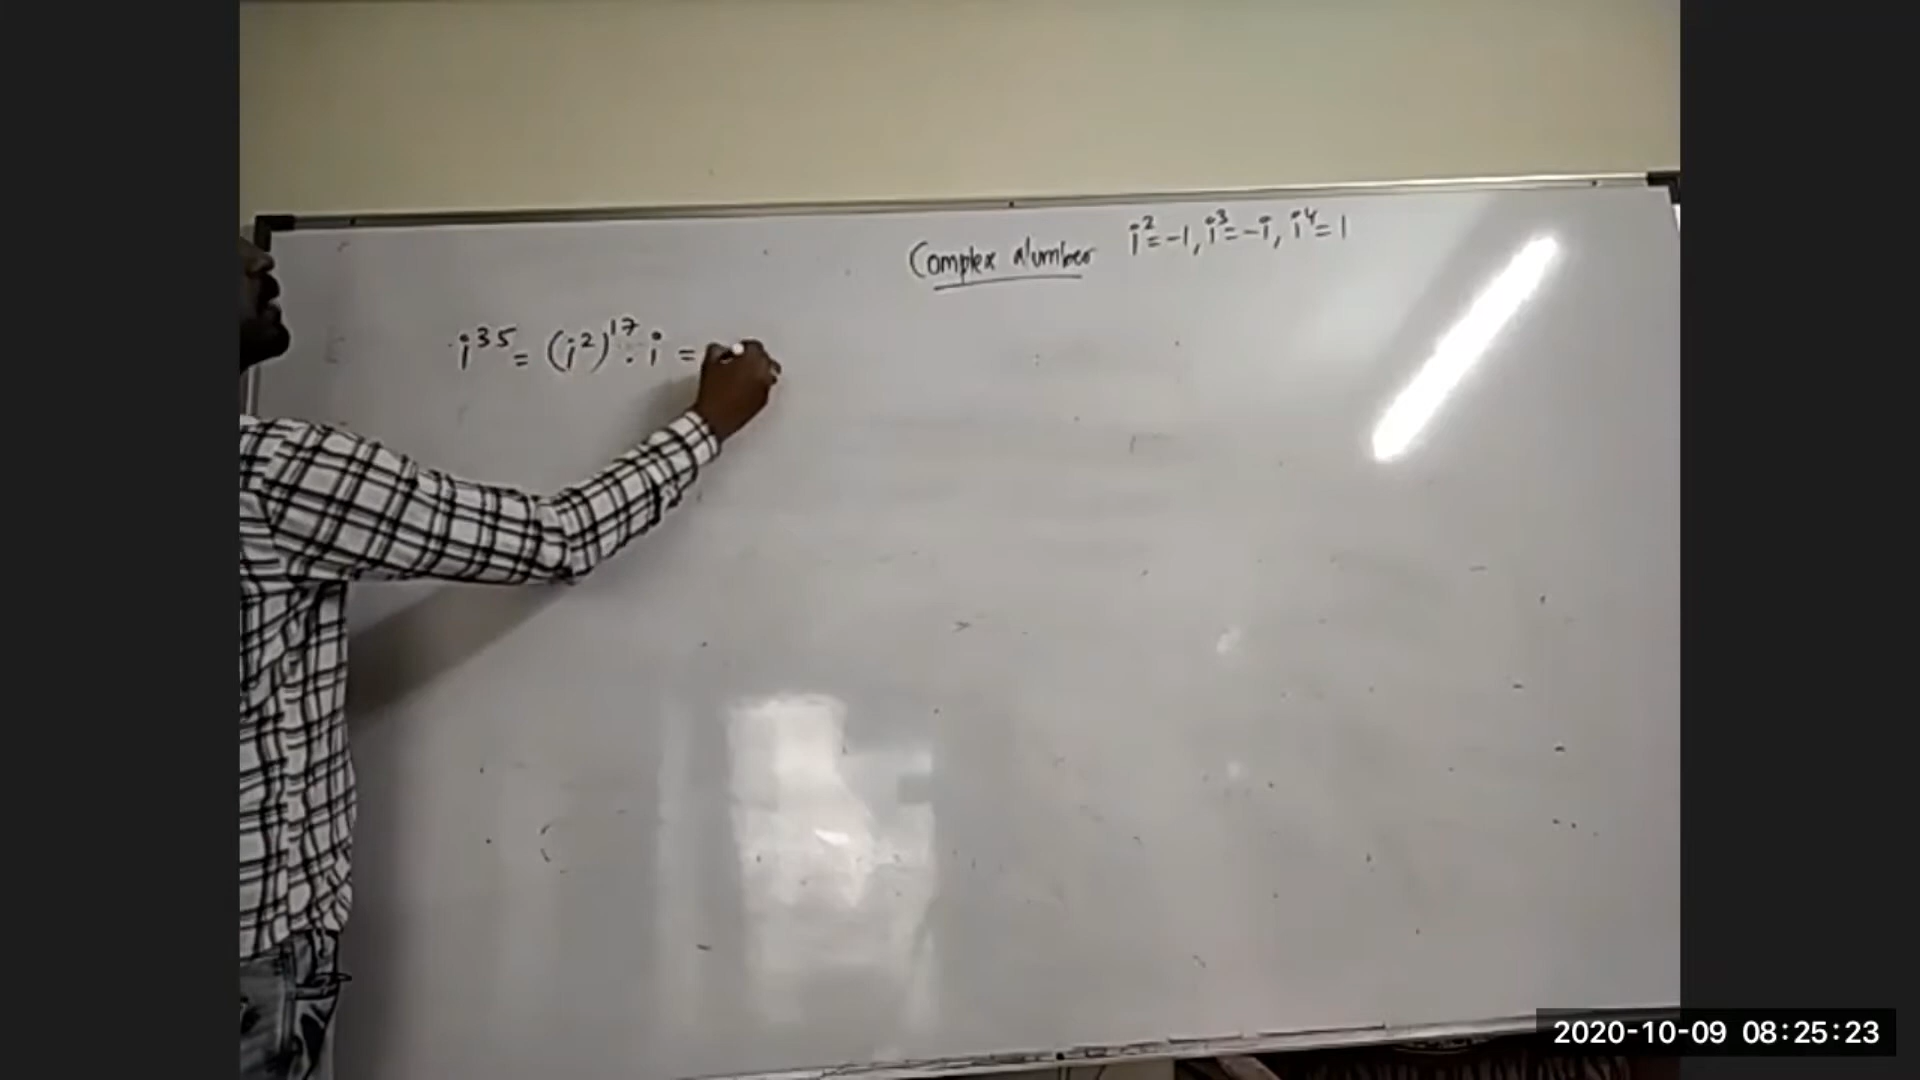 Complex Number i²=-1, i³=-i, i⁴=1
i³⁵ = (i²)¹⁷ . i =
2020-10-09 08:25:23